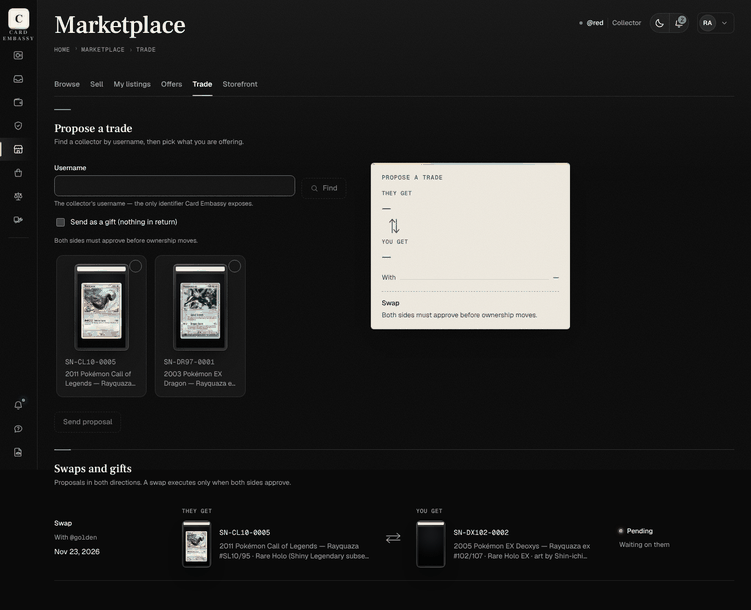 C
CARD
EMBASSY
Marketplace
@red
Collector
2
RA
HOME › MARKETPLACE › TRADE
Browse
Sell
My listings
Offers
Trade
Storefront
Propose a trade
Find a collector by username, then pick what you are offering.
Username
Find
The collector's username — the only identifier Card Embassy exposes.
Send as a gift (nothing in return)
Both sides must approve before ownership moves.
SN-CL10-0005
2011 Pokémon Call of
Legends — Rayquaza…
SN-DR97-0001
2003 Pokémon EX
Dragon — Rayquaza e…
Send proposal
PROPOSE A TRADE
THEY GET
—
YOU GET
—
With
—
Swap
Both sides must approve before ownership moves.
Swaps and gifts
Proposals in both directions. A swap executes only when both sides approve.
Swap
With @golden
Nov 23, 2026
THEY GET
SN-CL10-0005
2011 Pokémon Call of Legends — Rayquaza
#SL10/95 · Rare Holo (Shiny Legendary subse…
YOU GET
SN-DX102-0002
2005 Pokémon EX Deoxys — Rayquaza ex
#102/107 · Rare Holo EX · art by Shin-ichi…
Pending
Waiting on them